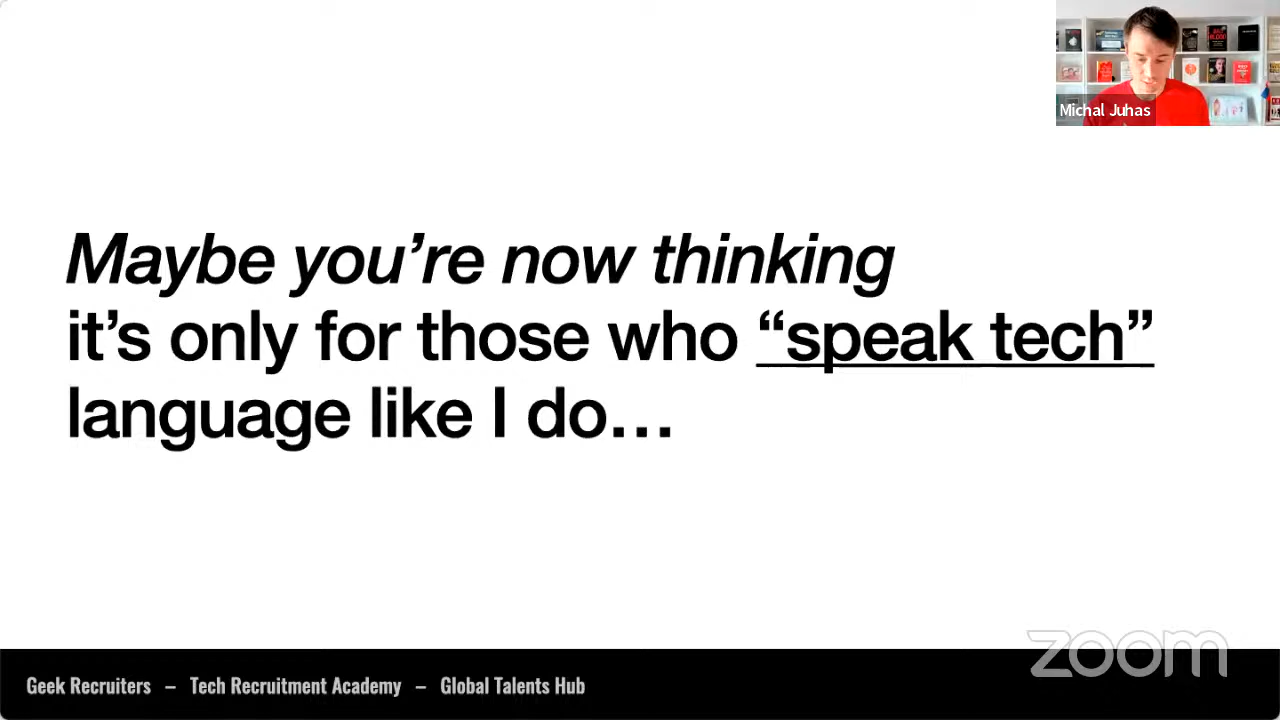 Michal Juhas
Maybe you’re now thinking
it’s only for those who “speak tech”
language like I do…
zoom
Geek Recruiters – Tech Recruitment Academy – Global Talents Hub